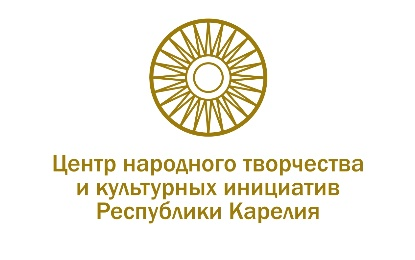 Центр народного творчества
и культурных инициатив
Республики Карелия